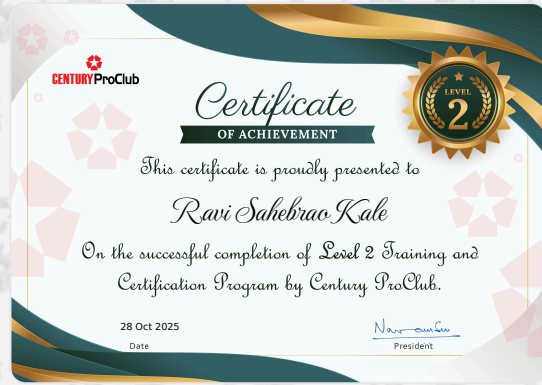 CENTURY ProClub
LEVEL
2
Certificate
OF ACHIEVEMENT
This certificate is proudly presented to
Ravi Sahebrao Kale
On the successful completion of Level 2 Training and
Certification Program by Century ProClub.
28 Oct 2025
Date
President